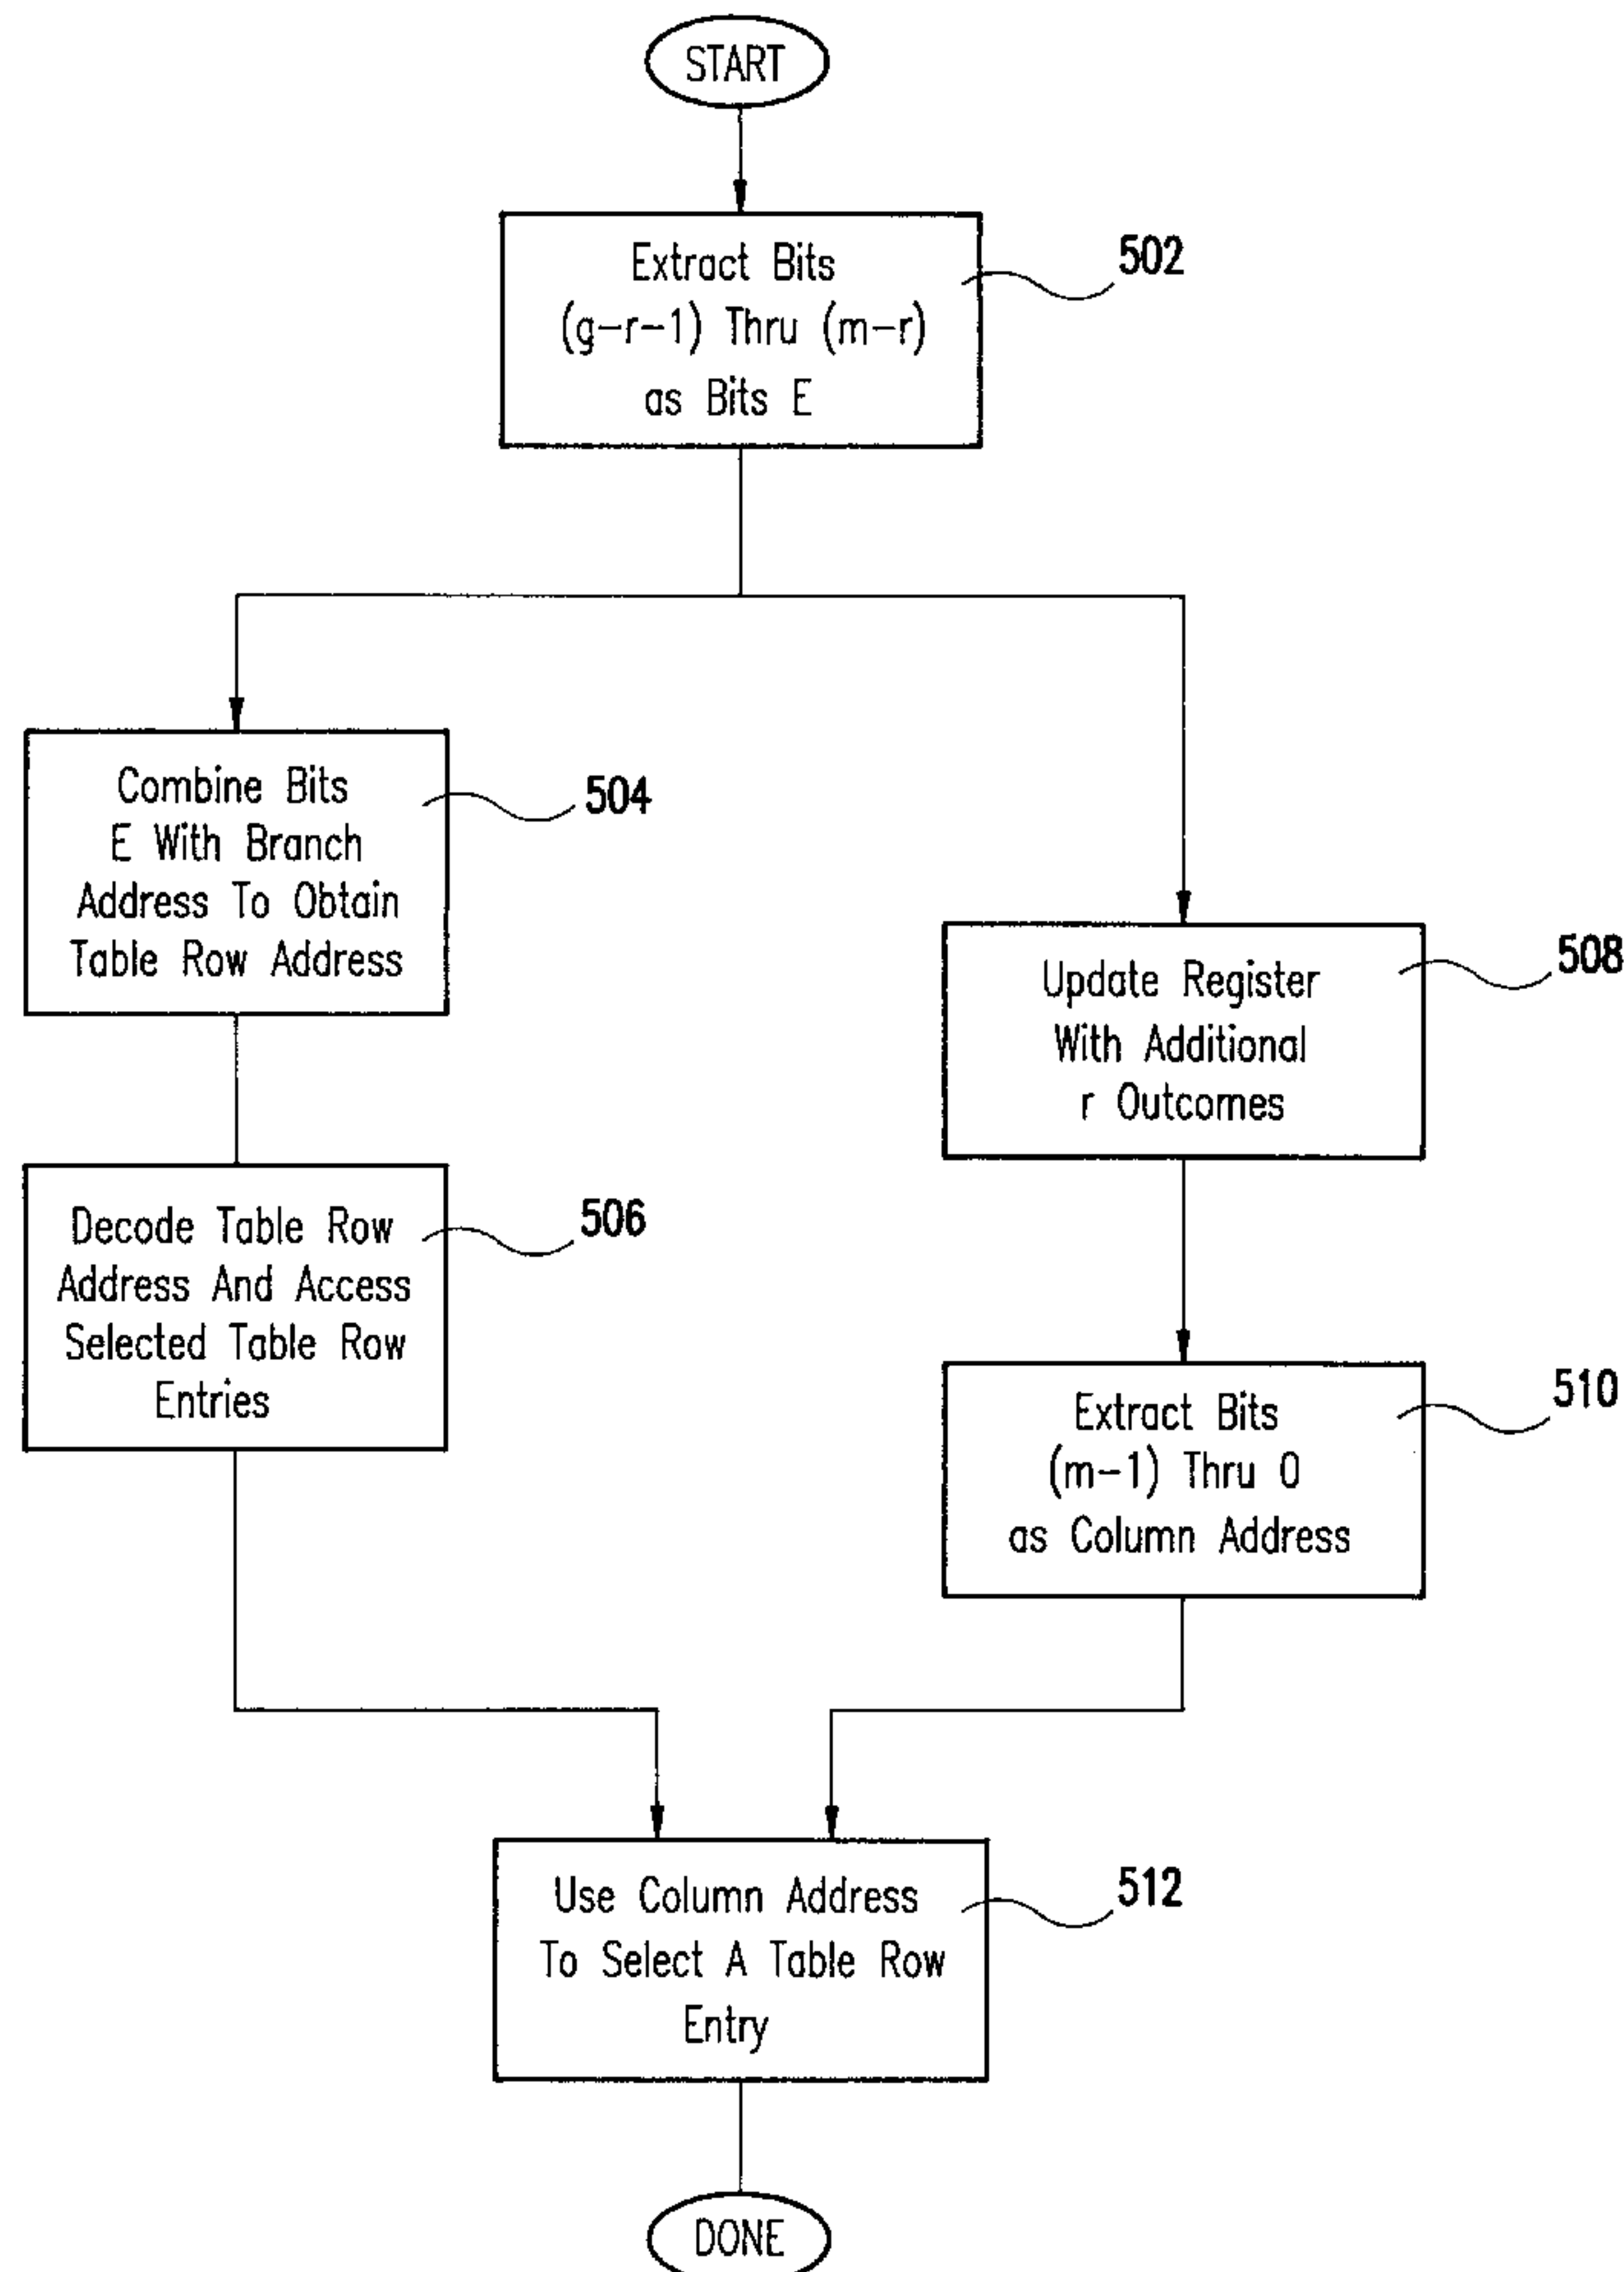 START
Extract Bits
(g-r-1) Thru (m-r)
as Bits E
502
Combine Bits
E With Branch
Address To Obtain
Table Row Address
504
Decode Table Row
Address And Access
Selected Table Row
Entries
506
Update Register
With Additional
r Outcomes
508
Extract Bits
(m-1) Thru 0
as Column Address
510
Use Column Address
To Select A Table Row
Entry
512
DONE